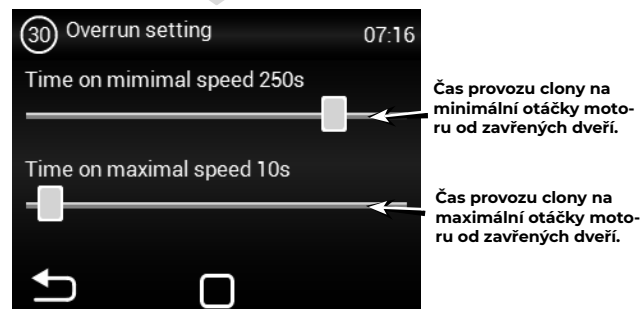 30 Overrun setting 07:16
Time on mimimal speed 250s
Čas provozu clony na
minimální otáčky moto-
ru od zavřených dveří.
Time on maximal speed 10s
Čas provozu clony na
maximální otáčky moto-
ru od zavřených dveří.